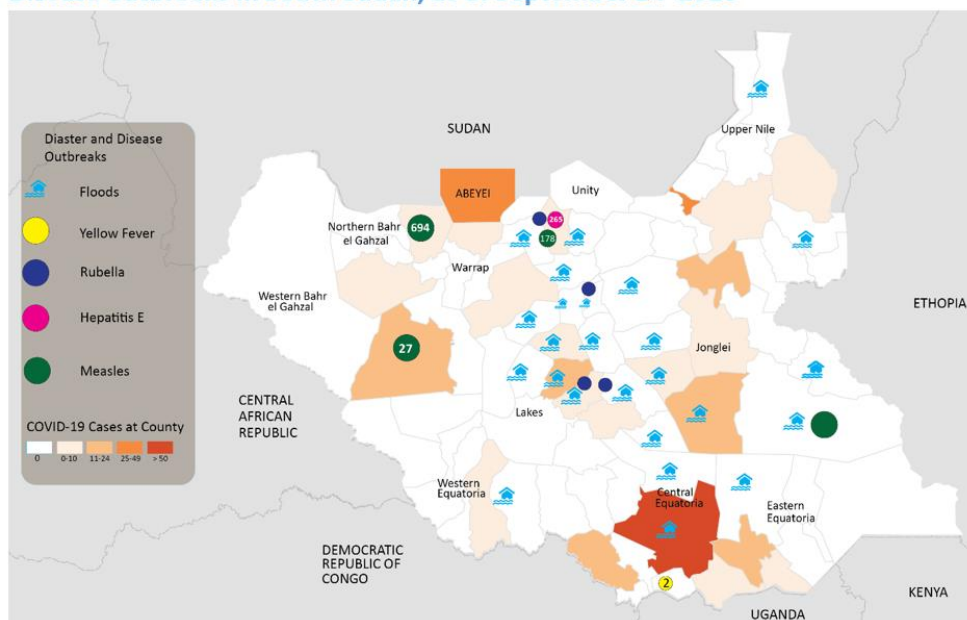 SUDAN
Upper Nile
Diaster and Disease
Outbreaks
Floods
Yellow Fever
Rubella
Hepatitis E
Measles
COVID-19 Cases at County
0
0-10
11-24
25-49
> 50
ABEYEI
Unity
694
Northern Bahr
el Gahzal
265
178
Warrap
Western Bahr
el Gahzal
ETHOPIA
27
Jonglei
CENTRAL
AFRICAN
REPUBLIC
Lakes
Western
Equatoria
Central
Equatoria
Eastern
Equatoria
DEMOCRATIC
REPUBLIC OF
CONGO
2
KENYA
UGANDA